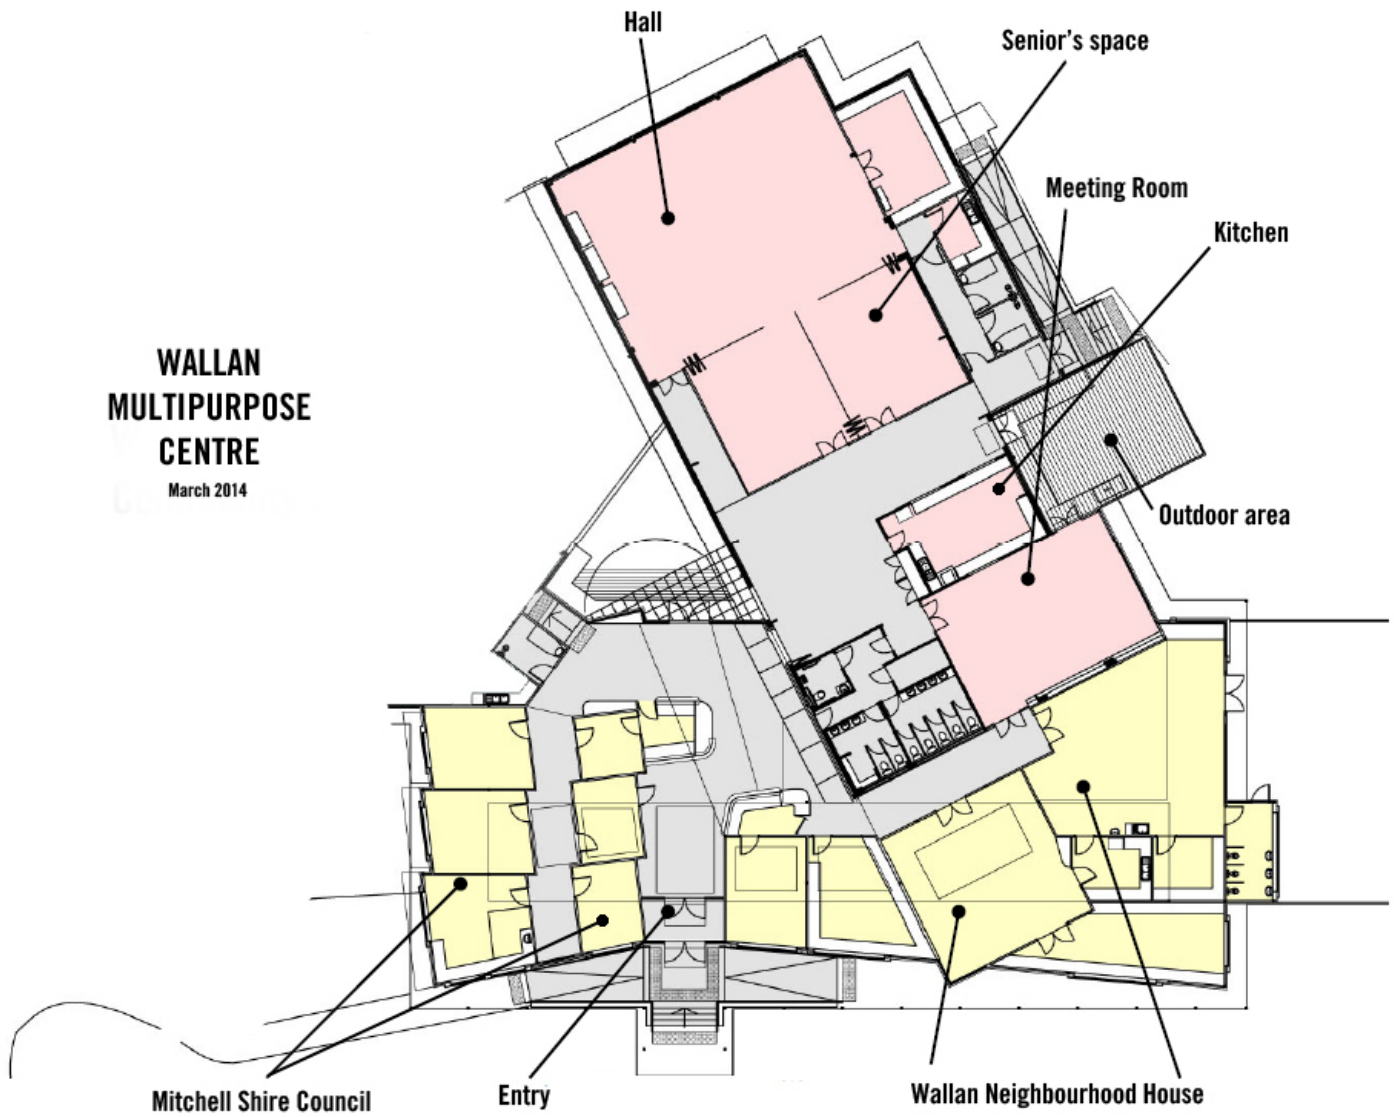 Hall
Senior's space
Meeting Room
Kitchen
WALLAN
MULTIPURPOSE
CENTRE
March 2014
Outdoor area
Mitchell Shire Council
Entry
Wallan Neighbourhood House